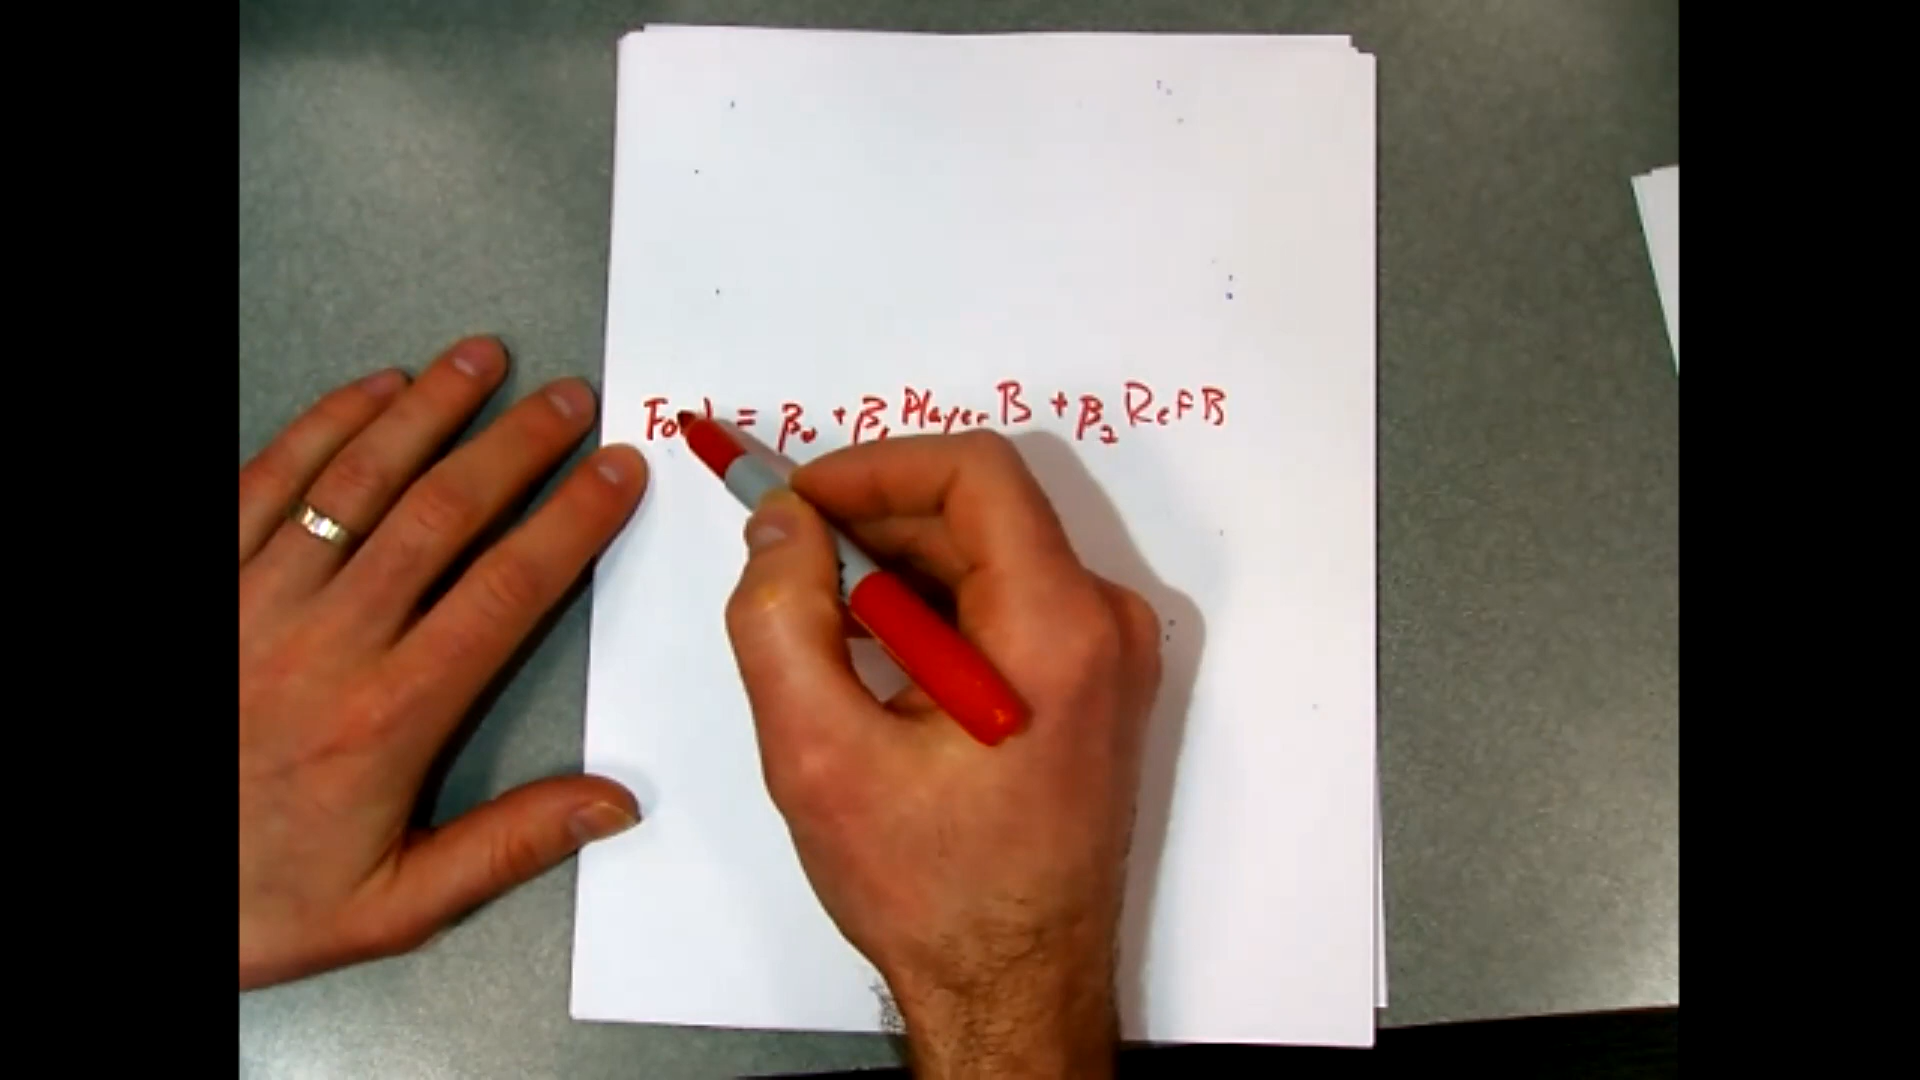 = β₀ + β₁ Player B + β₂ Ref B